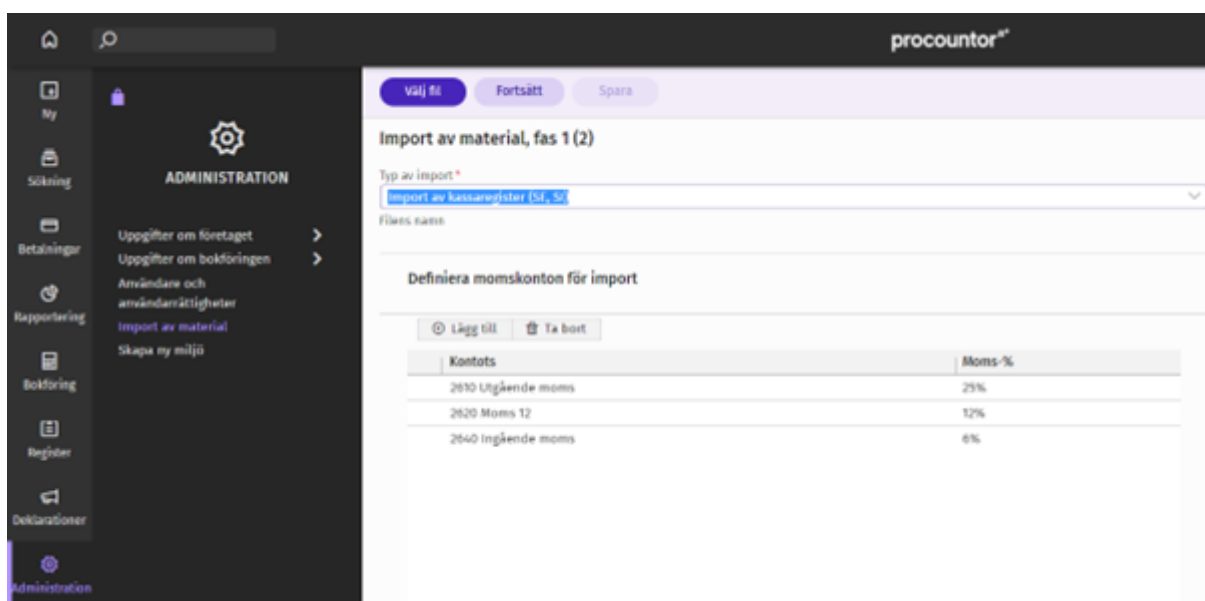 procountor
Ny
Sökning
Betalningar
Rapportering
Bokföring
Register
Deklarationer
Administration
ADMINISTRATION
Uppgifter om företaget
Uppgifter om bokföringen
Användare och
användarrättigheter
Import av material
Skapa ny miljö
Välj fil Fortsätt Spara
Import av material, fas 1 (2)
Typ av import *
Import av kassaregister (SE, SI)
Filens namn
Definiera momskonton för import
Lägg till Ta bort
Kontots Moms-%
2610 Utgående moms 25%
2620 Moms 12 12%
2640 Ingående moms 6%